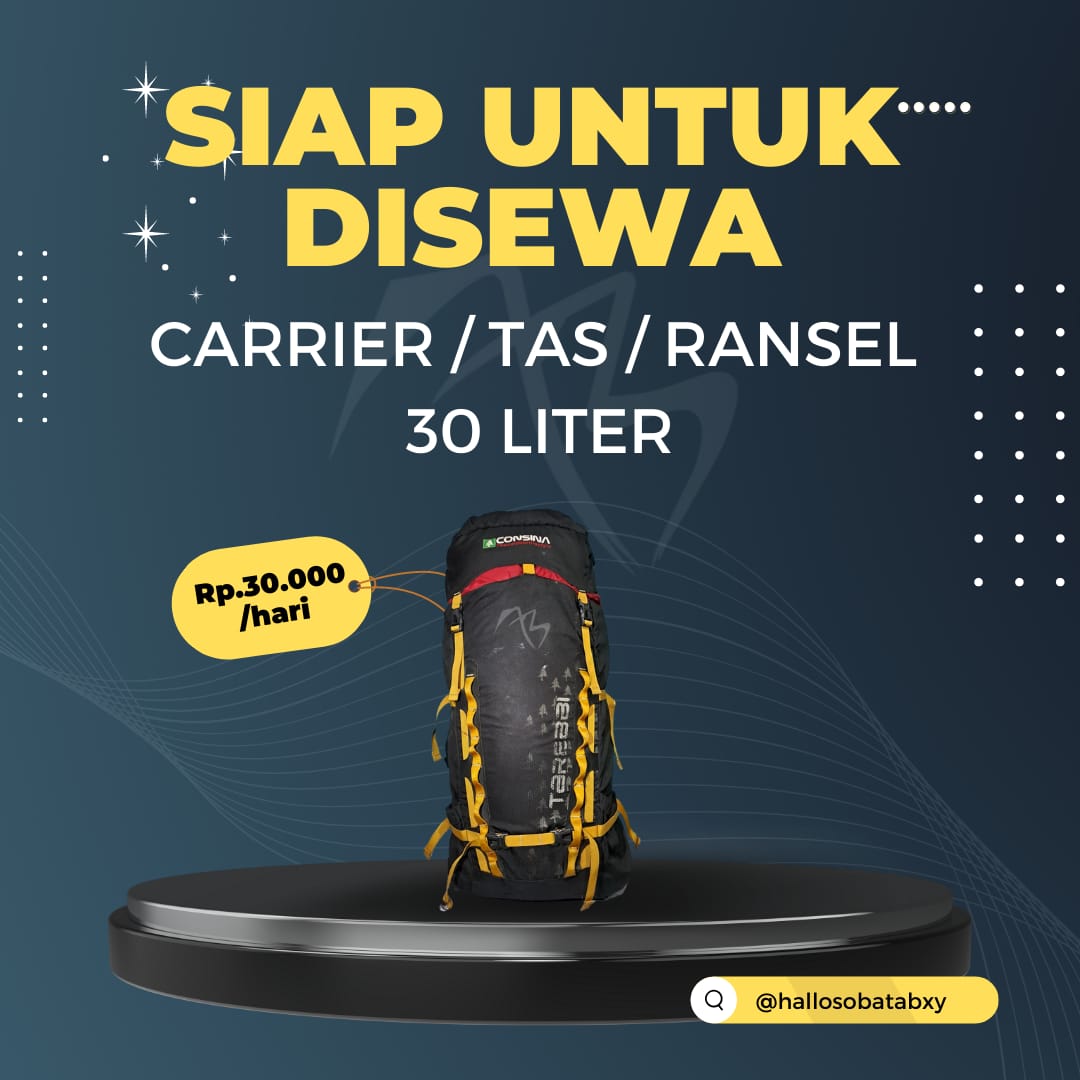 SIAP UNTUK
DISEWA
CARRIER / TAS / RANSEL
30 LITER
CONSINA
Rp.30.000
/hari
TaReBBI
@hallosobatabxy